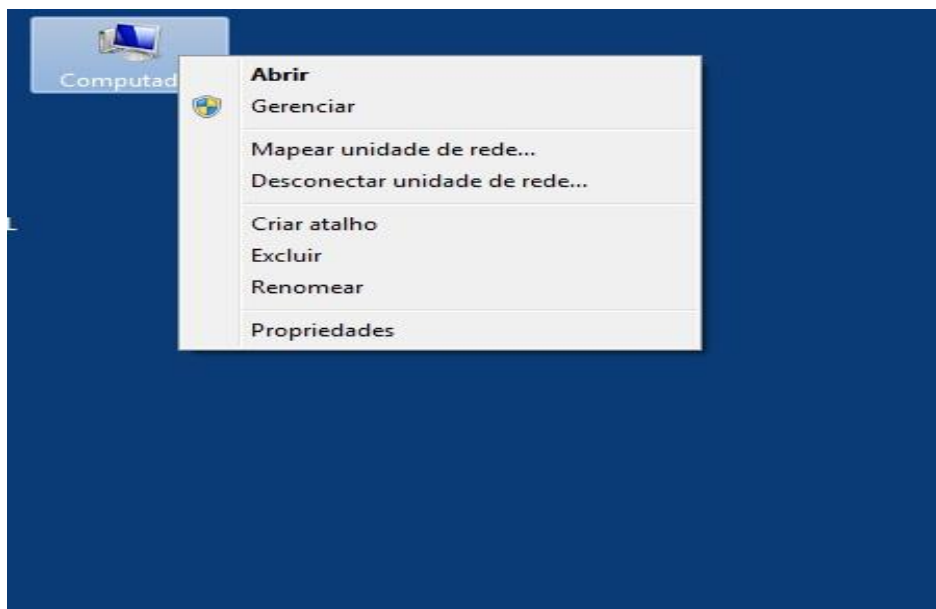 Computad
Abrir
Gerenciar
Mapear unidade de rede...
Desconectar unidade de rede...
Criar atalho
Excluir
Renomear
Propriedades
L